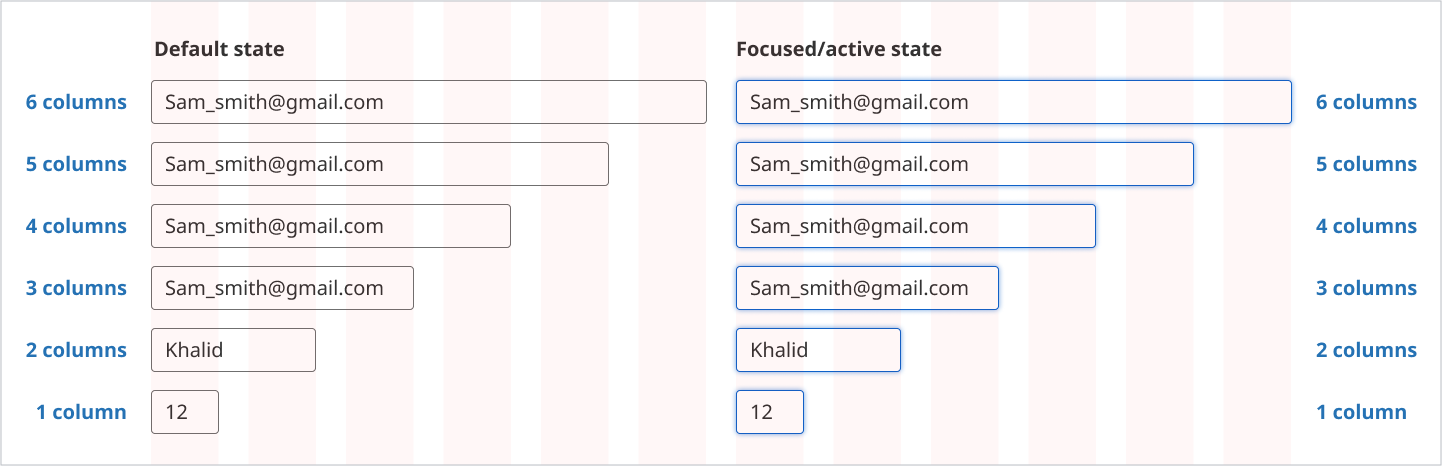 Default state Focused/active state
6 columns Sam_smith@gmail.com Sam_smith@gmail.com 6 columns
5 columns Sam_smith@gmail.com Sam_smith@gmail.com 5 columns
4 columns Sam_smith@gmail.com Sam_smith@gmail.com 4 columns
3 columns Sam_smith@gmail.com Sam_smith@gmail.com 3 columns
2 columns Khalid Khalid 2 columns
1 column 12 12 1 column